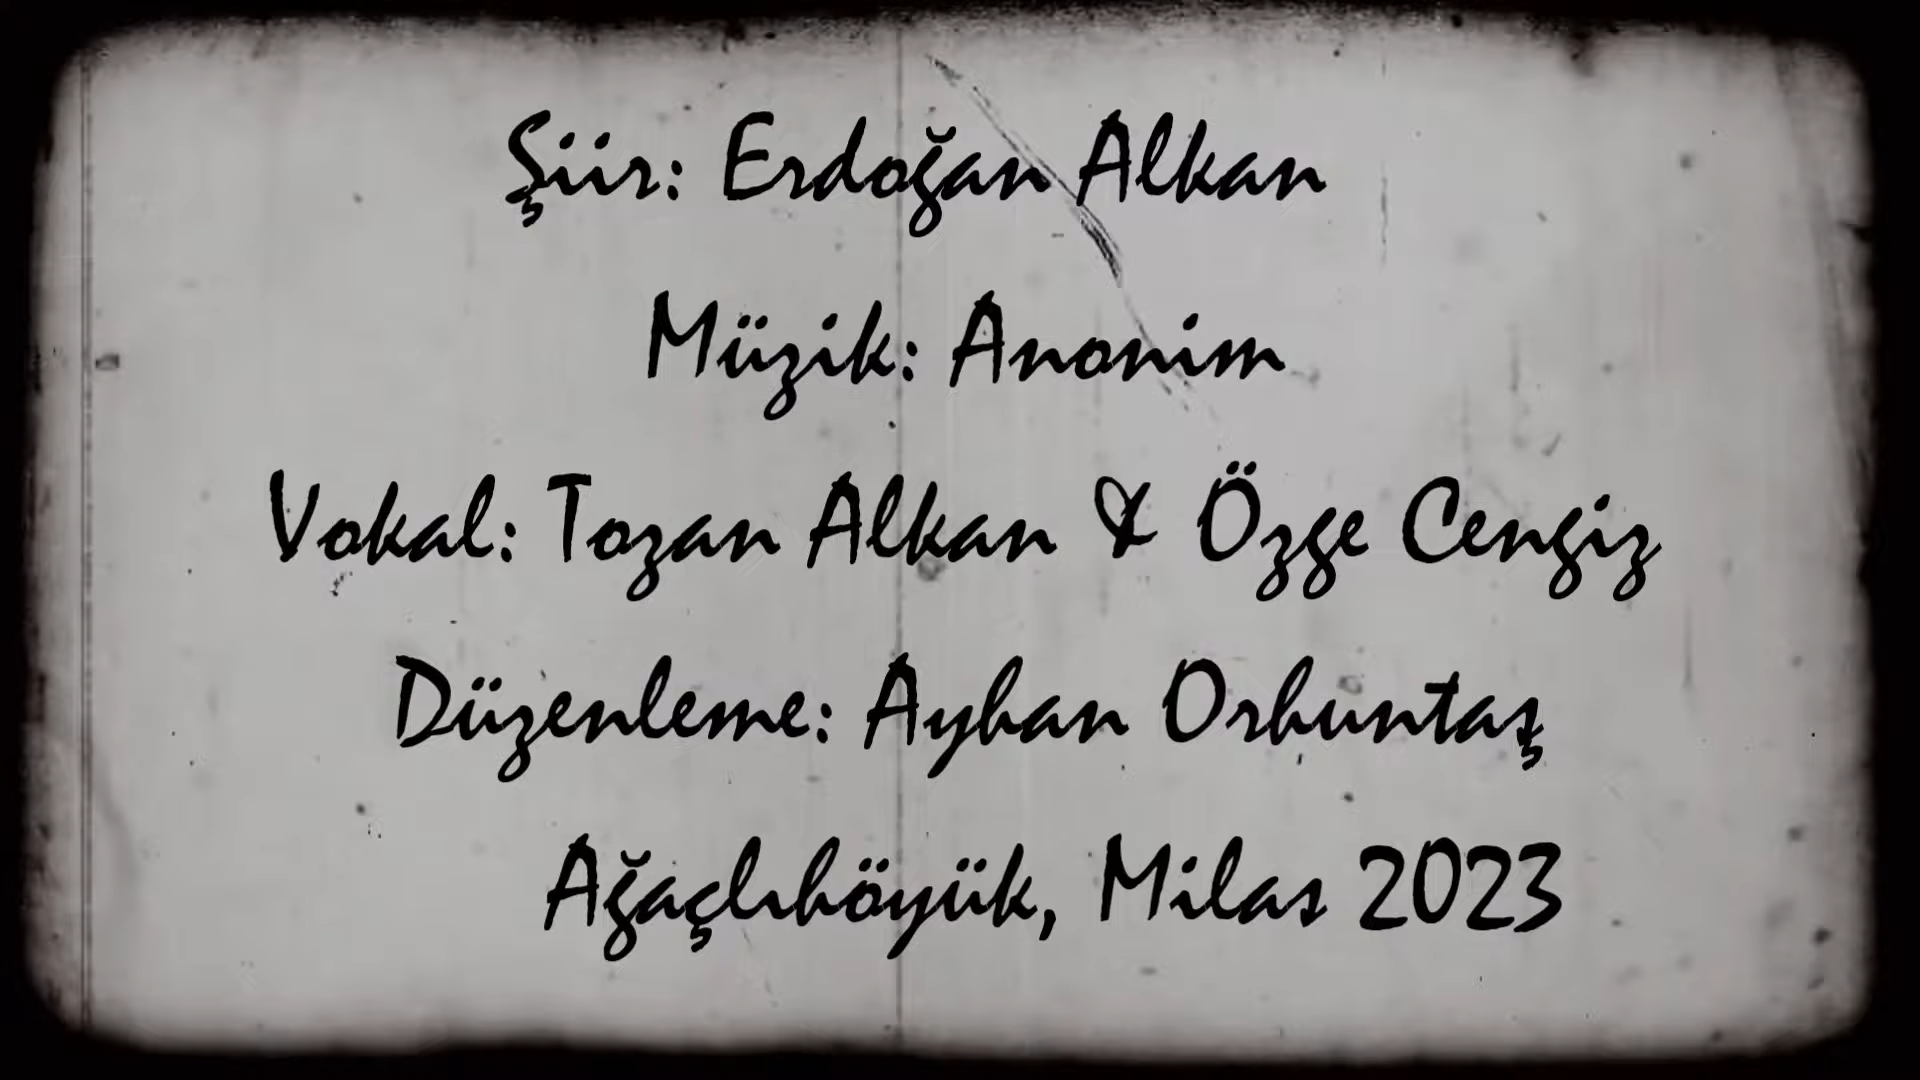 Şiir: Erdoğan Alkan
Müzik: Anonim
Vokal: Tozan Alkan & Özge Cengiz
Düzenleme: Ayhan Orhuntaş
Ağaçlıhöyük, Milas 2023